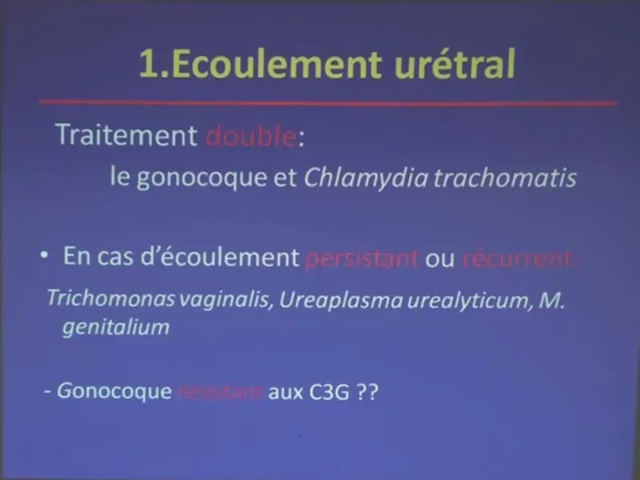 1.Ecoulement urétral
Traitement double:
le gonocoque et Chlamydia trachomatis
• En cas d'écoulement persistant ou récurrent:
Trichomonas vaginalis, Ureaplasma urealyticum, M.
genitalium
- Gonocoque résistant aux C3G ??